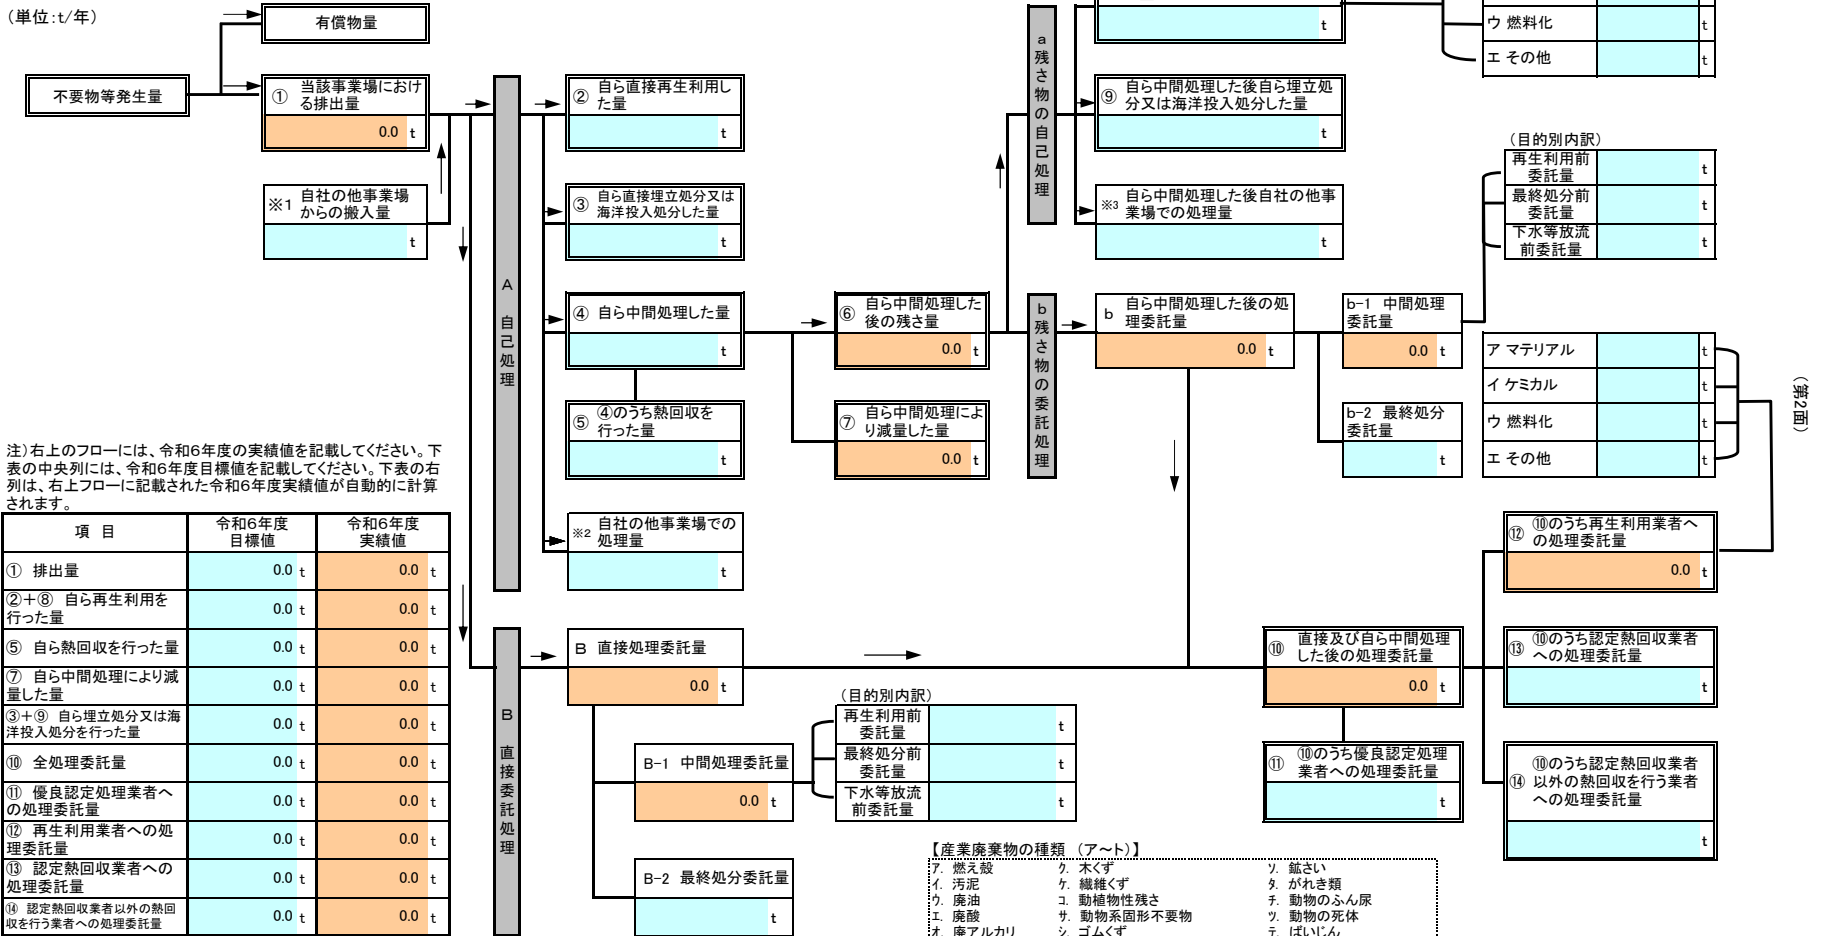 （単位：t/年）
有償物量
不要物等発生量
① 当該事業場におけ
る排出量
0.0 t
※1 自社の他事業場
からの搬入量
t
A 自己処理
② 自ら直接再生利用し
た量
t
③ 自ら直接埋立処分又は
海洋投入処分した量
t
④ 自ら中間処理した量
t
⑤ ④のうち熱回収を
行った量
t
※2 自社の他事業場での
処理量
t
⑥ 自ら中間処理した
後の残さ量
0.0 t
⑦ 自ら中間処理によ
り減量した量
0.0 t
a 残さ物の自己処理
t
ウ 燃料化 t
エ その他 t
⑨ 自ら中間処理した後自ら埋立処
分又は海洋投入処分した量
t
※3 自ら中間処理した後自社の他事
業場での処理量
t
b 残さ物の委託処理
b 自ら中間処理した後の処
理委託量
0.0 t
b-1 中間処理
委託量
0.0 t
b-2 最終処分
委託量
t
（目的別内訳）
再生利用前
委託量 t
最終処分前
委託量 t
下水等放流
前委託量 t
ア マテリアル t
イ ケミカル t
ウ 燃料化 t
エ その他 t
（第2面）
注）右上のフローには、令和6年度の実績値を記載してください。下
表の中央列には、令和6年度目標値を記載してください。下表の右
列は、右上フローに記載された令和6年度実績値が自動的に計算
されます。
項 目 令和6年度
目標値 令和6年度
実績値
① 排出量 0.0 t 0.0 t
②＋⑧ 自ら再生利用を
行った量 0.0 t 0.0 t
⑤ 自ら熱回収を行った量 0.0 t 0.0 t
⑦ 自ら中間処理により減
量した量 0.0 t 0.0 t
③＋⑨ 自ら埋立処分又は海
洋投入処分を行った量 0.0 t 0.0 t
⑩ 全処理委託量 0.0 t 0.0 t
⑪ 優良認定処理業者へ
の処理委託量 0.0 t 0.0 t
⑫ 再生利用業者への処
理委託量 0.0 t 0.0 t
⑬ 認定熱回収業者への
処理委託量 0.0 t 0.0 t
⑭ 認定熱回収業者以外の熱回
収を行う業者への処理委託量 0.0 t 0.0 t
B 直接委託処理
B 直接処理委託量
0.0 t
B-1 中間処理委託量
0.0 t
B-2 最終処分委託量
t
（目的別内訳）
再生利用前
委託量 t
最終処分前
委託量 t
下水等放流
前委託量 t
⑩ 直接及び自ら中間処理
した後の処理委託量
0.0 t
⑪ ⑩のうち優良認定処理
業者への処理委託量
t
⑫ ⑩のうち再生利用業者へ
の処理委託量
0.0 t
⑬ ⑩のうち認定熱回収業者
への処理委託量
t
⑭ ⑩のうち認定熱回収業者
以外の熱回収を行う業者
への処理委託量
t
【産業廃棄物の種類 （ア～ト）】
ア. 燃え殻 ク. 木くず ソ. 鉱さい
イ. 汚泥 ケ. 繊維くず タ. がれき類
ウ. 廃油 コ. 動植物性残さ チ. 動物のふん尿
エ. 廃酸 サ. 動物系固形不要物 ツ. 動物の死体
オ. 廃アルカリ シ. ゴムくず テ. ばいじん